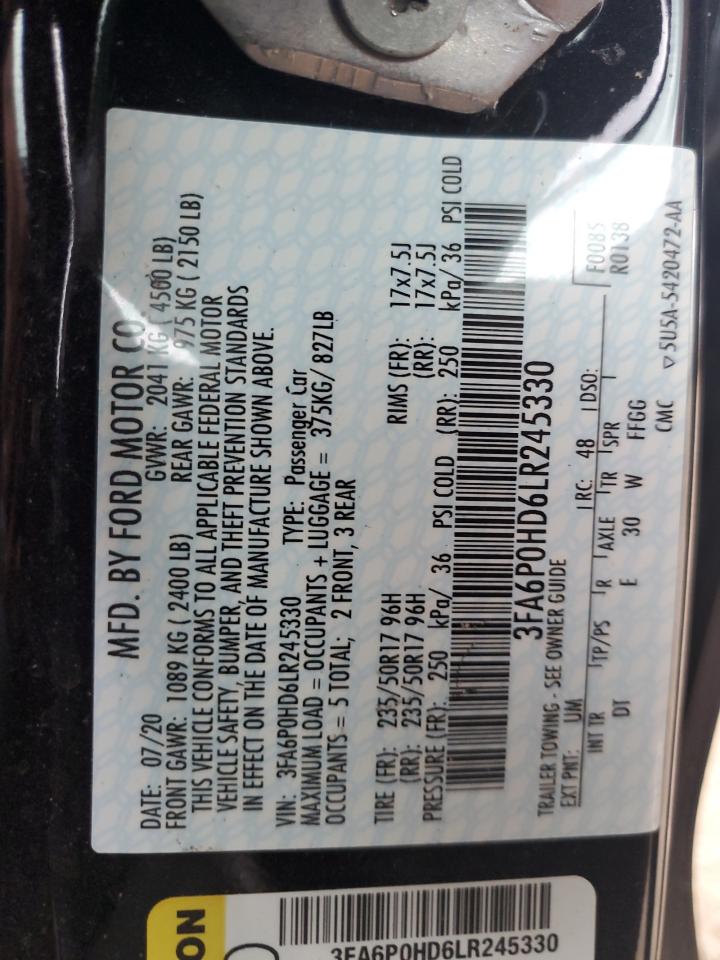 MFD. BY FORD MOTOR CO.
DATE: 07/20 GVWR: 2041 KG ( 4500 LB)
FRONT GAWR: 1089 KG ( 2400 LB) REAR GAWR: 975 KG ( 2150 LB)
THIS VEHICLE CONFORMS TO ALL APPLICABLE FEDERAL MOTOR
VEHICLE SAFETY, BUMPER, AND THEFT PREVENTION STANDARDS
IN EFFECT ON THE DATE OF MANUFACTURE SHOWN ABOVE.
VIN: 3FA6P0HD6LR245330 TYPE: Passenger Car
MAXIMUM LOAD = OCCUPANTS + LUGGAGE = 375KG/ 827LB
OCCUPANTS = 5 TOTAL; 2 FRONT, 3 REAR
TIRE (FR): 235/50R17 96H RIMS (FR): 17x7.5J
(RR): 235/50R17 96H (RR): 17x7.5J
PRESSURE (FR): 250 kPa/ 36 PSI COLD (RR): 250 kPa/ 36 PSI COLD
3FA6P0HD6LR245330
TRAILER TOWING - SEE OWNER GUIDE F0085
EXT PNT: UM RC: 48 DSO: R0138
INT TR TP/PS R AXLE TR SPR
DT E 30 W FFGG
CMC ▽5U5A-5420472-AA
ON
3FA6P0HD6LR245330